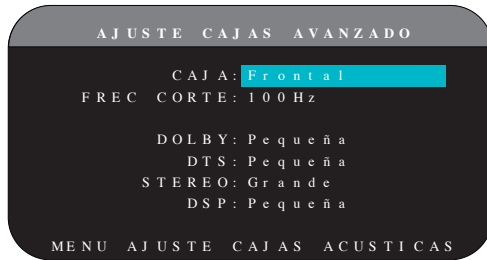 AJUSTE CAJAS AVANZADO
CAJA: Frontal
FREC CORTE: 100Hz
DOLBY: Pequeña
DTS: Pequeña
STEREO: Grande
DSP: Pequeña
MENU AJUSTE CAJAS ACUSTICAS